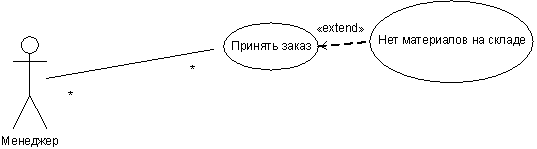 «extend»
Принять заказ
Нет материалов на складе
*
*
Менеджер